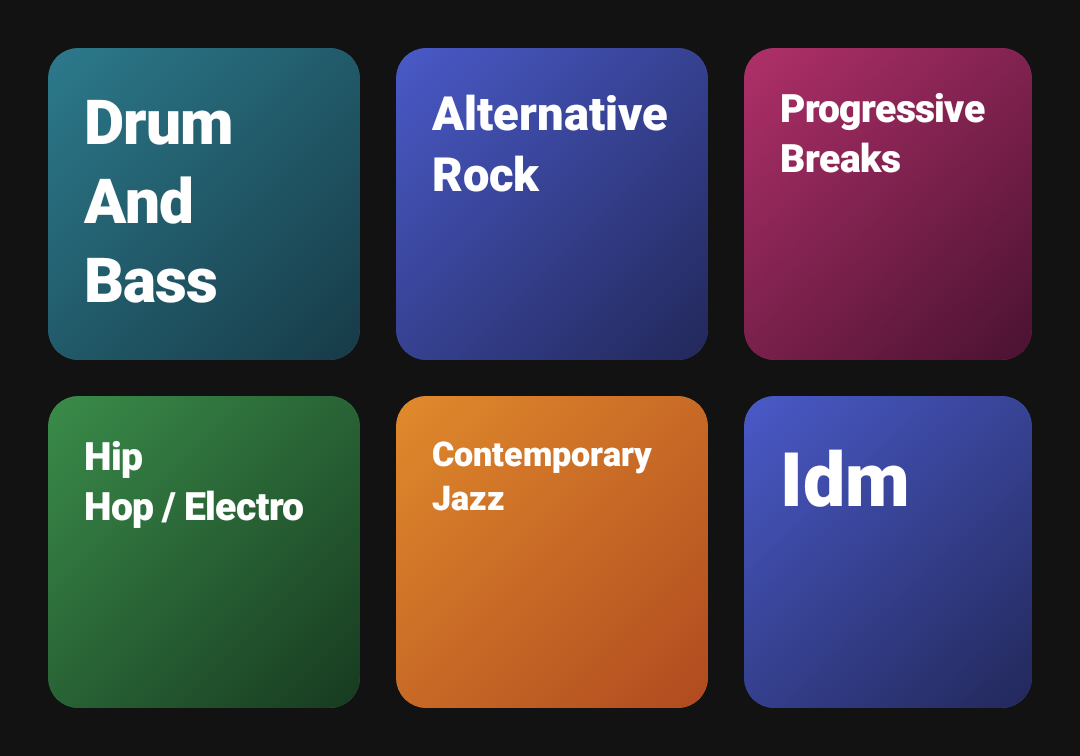 Drum
And
Bass
Alternative
Rock
Progressive
Breaks
Hip
Hop / Electro
Contemporary
Jazz
Idm